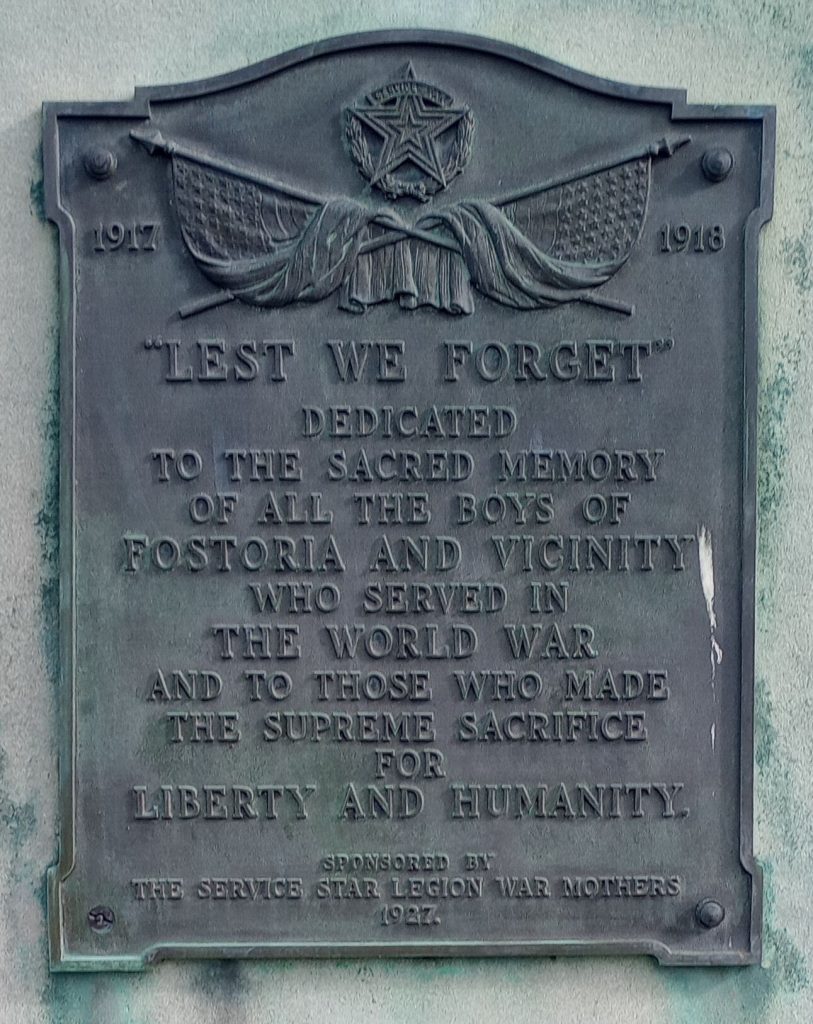 1917
1918
"LEST WE FORGET"
DEDICATED
TO THE SACRED MEMORY
OF ALL THE BOYS OF
FOSTORIA AND VICINITY
WHO SERVED IN
THE WORLD WAR
AND TO THOSE WHO MADE
THE SUPREME SACRIFICE
FOR
LIBERTY AND HUMANITY.
SPONSORED BY
THE SERVICE STAR LEGION WAR MOTHERS
1927.